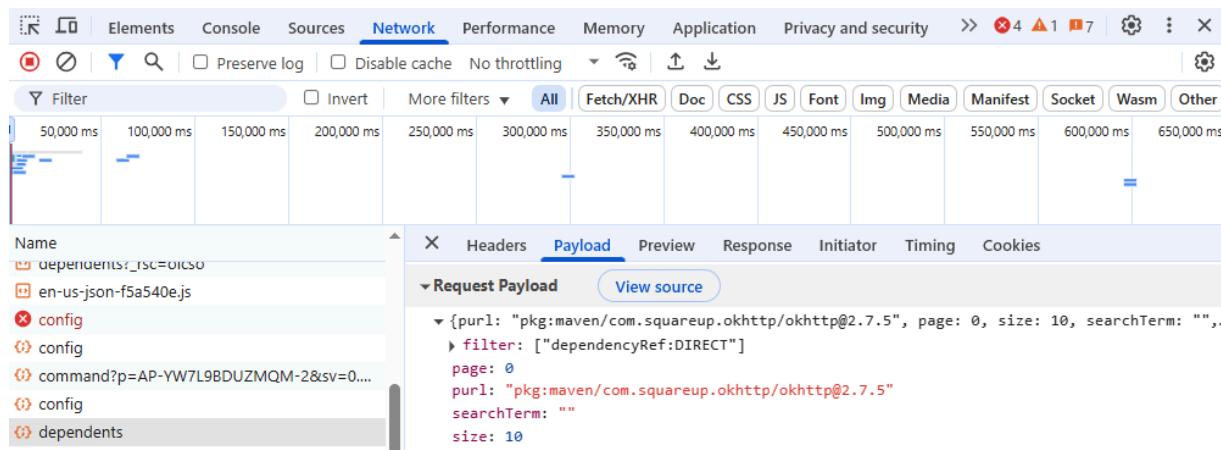 Elements Console Sources Network Performance Memory Application Privacy and security >> 4 1 7
Preserve log Disable cache No throttling
Filter Invert More filters All Fetch/XHR Doc CSS JS Font Img Media Manifest Socket Wasm Other
50,000 ms 100,000 ms 150,000 ms 200,000 ms 250,000 ms 300,000 ms 350,000 ms 400,000 ms 450,000 ms 500,000 ms 550,000 ms 600,000 ms 650,000 ms
Name
dependents?_rsc=olcso
en-us-json-f5a540e.js
config
config
command?p=AP-YW7L9BDUZMQM-2&sv=0....
config
dependents
Headers Payload Preview Response Initiator Timing Cookies
Request Payload View source
{purl: "pkg:maven/com.squareup.okhttp/okhttp@2.7.5", page: 0, size: 10, searchTerm: "",.
filter: ["dependencyRef:DIRECT"]
page: 0
purl: "pkg:maven/com.squareup.okhttp/okhttp@2.7.5"
searchTerm: ""
size: 10